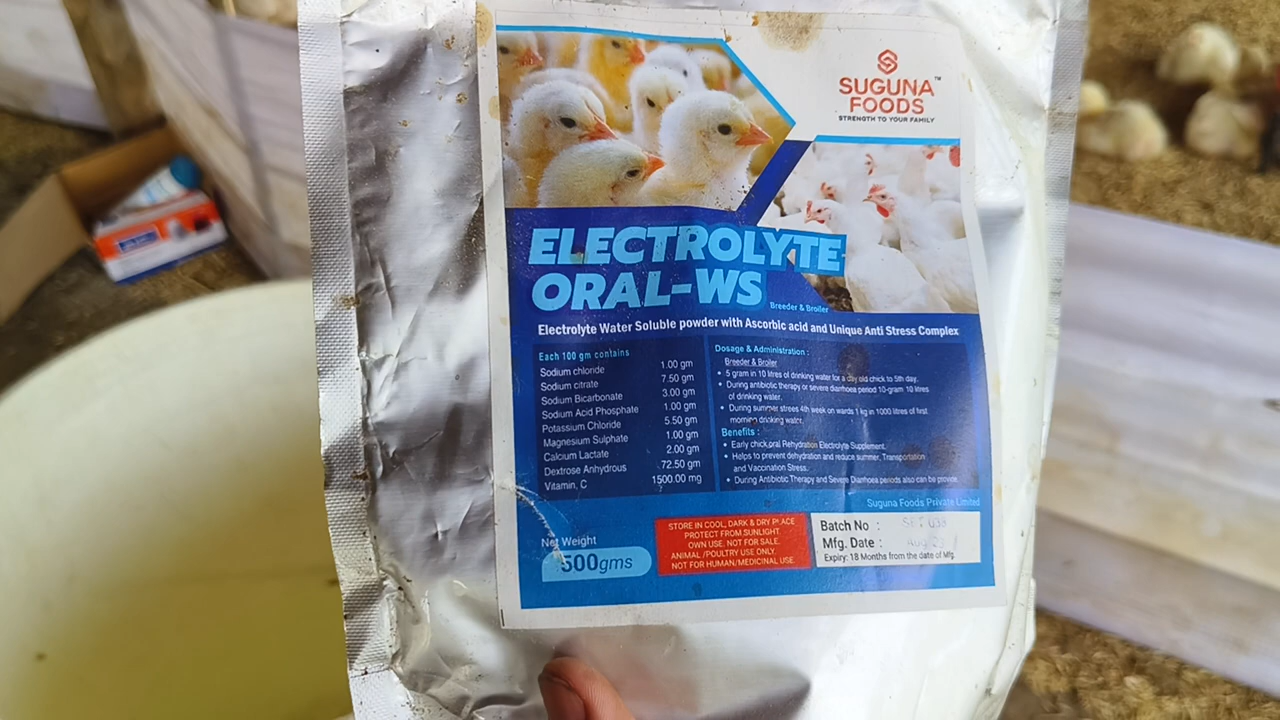 SUGUNA™
FOODS
STRENGTH TO YOUR FAMILY
ELECTROLYTE
ORAL-WS
Breeder & Broiler
Electrolyte Water Soluble powder with Ascorbic acid and Unique Anti Stress Complex
Each 100 gm contains
Sodium chloride 1.00 gm
Sodium citrate 7.50 gm
Sodium Bicarbonate 3.00 gm
Sodium Acid Phosphate 1.00 gm
Potassium Chloride 5.50 gm
Magnesium Sulphate 1.00 gm
Calcium Lactate 2.00 gm
Dextrose Anhydrous 72.50 gm
Vitamin, C 1500.00 mg
Dosage & Administration :
Breeder & Broiler
• 5 gram in 10 litres of drinking water for a day old chick to 5th day.
• During antibiotic therapy or severe diarrhoea period 10-gram 10 litres
of drinking water.
• During summer strees 4th week on wards 1 kg in 1000 litres of first
morning drinking water.
Benefits :
• Early chick,oral Rehydration Electrolyte Supplement.
• Helps to prevent dehydration and reduce summer, Transportation
and Vaccination Stress.
• During Antibiotic Therapy and Severe Diarrhoea periods also can be provide.
Suguna Foods Private Limited
Net Weight
500gms
STORE IN COOL, DARK & DRY PLACE
PROTECT FROM SUNLIGHT.
OWN USE. NOT FOR SALE.
ANIMAL /POULTRY USE ONLY.
NOT FOR HUMAN/MEDICINAL USE.
Batch No :
Mfg. Date :
Expiry: 18 Months from the date of Mfg.